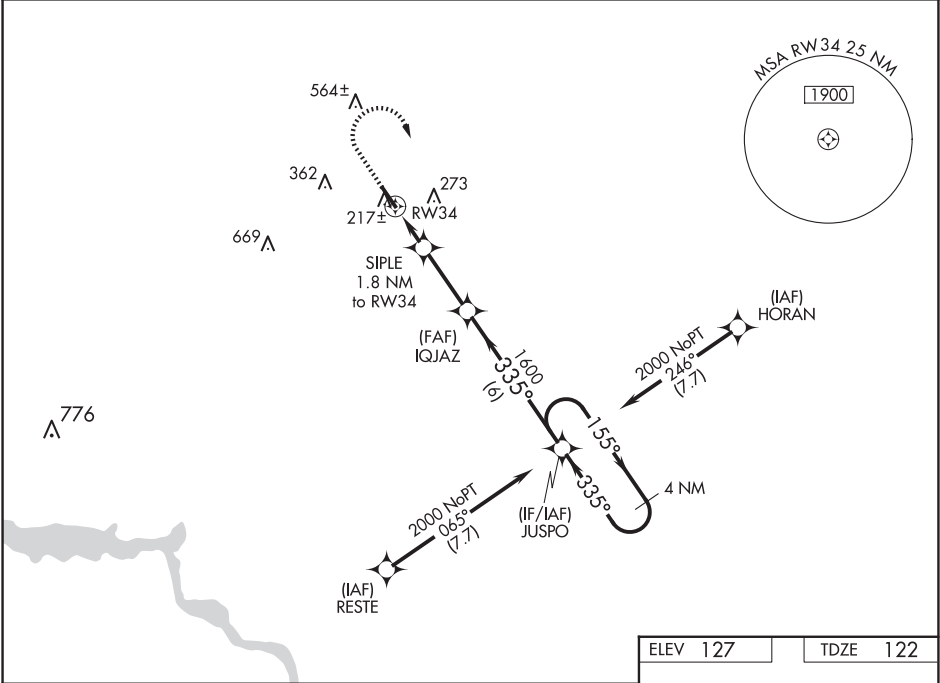 MSA RW34 25 NM
1900
564±
362
273
217±
RW34
669
SIPLE
1.8 NM
to RW34
(IAF)
HORAN
(FAF)
IQJAZ
2000 NoPT
246°
(7.7)
1600
335°
(6)
776
155°
335°
4 NM
2000 NoPT
065°
(7.7)
(IF/IAF)
JUSPO
(IAF)
RESTE
ELEV 127
TDZE 122